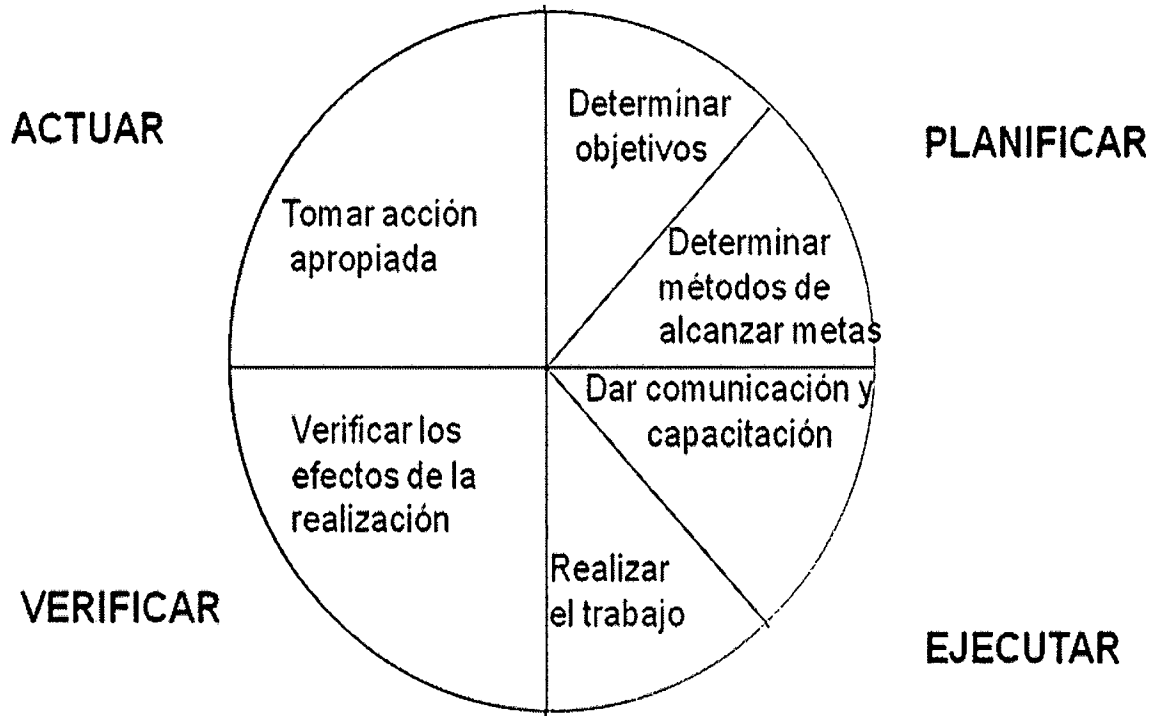 ACTUAR
Determinar
objetivos
PLANIFICAR
Tomar acción
apropiada
Determinar
métodos de
alcanzar metas
Dar comunicación y
capacitación
Verificar los
efectos de la
realización
Realizar
el trabajo
VERIFICAR
EJECUTAR